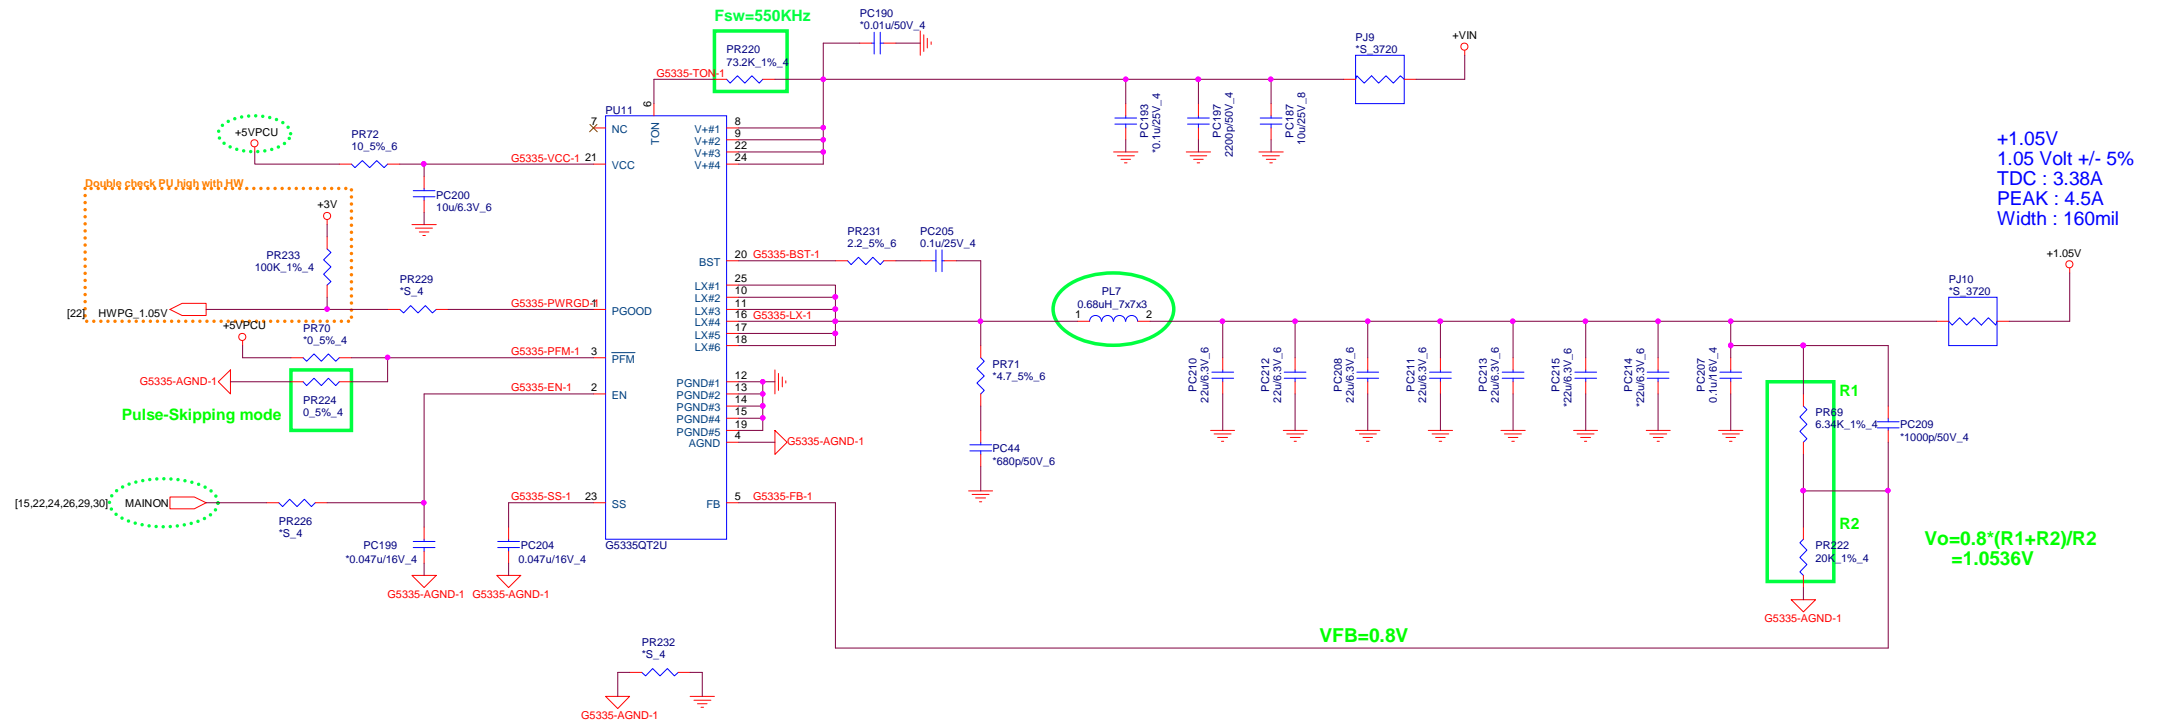 Fsw=550KHz
PC190
*0.01u/50V_4
PR220
73.2K_1%_4
G5335-TON-1
PJ9
*S_3720
+VIN
PC193
*0.1u/25V_4
PC197
2200p/50V_4
PC187
10u/25V_8
+1.05V
1.05 Volt +/- 5%
TDC : 3.38A
PEAK : 4.5A
Width : 160mil
PU11
6
TON
7
NC
+5VPCU
PR72
10_5%_6
G5335-VCC-1
21
VCC
PC200
10u/6.3V_6
V+#1
8
V+#2
9
V+#3
22
V+#4
24
Double check PU high with HW
+3V
PR233
100K_1%_4
PR229
*S_4
[22]
HWPG_1.05V
G5335-PWRGD-1
1
PGOOD
BST
20
G5335-BST-1
PR231
2.2_5%_6
PC205
0.1u/25V_4
LX#1
25
LX#2
10
LX#3
11
LX#4
16
G5335-LX-1
LX#5
17
LX#6
18
PL7
0.68uH_7x7x3
1
2
PJ10
*S_3720
+1.05V
+5VPCU
PR70
*0_5%_4
G5335-PFM-1
3
PFM
G5335-AGND-1
PR224
0_5%_4
Pulse-Skipping mode
G5335-EN-1
2
EN
PGND#1
12
PGND#2
13
PGND#3
14
PGND#4
15
PGND#5
19
AGND
4
G5335-AGND-1
PR71
*4.7_5%_6
PC44
*680p/50V_6
PC210
22u/6.3V_6
PC212
22u/6.3V_6
PC208
22u/6.3V_6
PC211
22u/6.3V_6
PC213
22u/6.3V_6
PC215
*22u/6.3V_6
PC214
*22u/6.3V_6
PC207
0.1u/16V_4
R1
PR69
6.34K_1%_4
PC209
*1000p/50V_4
R2
PR222
20K_1%_4
G5335-AGND-1
Vo=0.8*(R1+R2)/R2
=1.0536V
[15,22,24,26,29,30]
MAINON
PR226
*S_4
PC199
*0.047u/16V_4
G5335-AGND-1
G5335-SS-1
23
SS
PC204
0.047u/16V_4
G5335-AGND-1
FB
5
G5335-FB-1
G5335QT2U
VFB=0.8V
PR232
*S_4
G5335-AGND-1